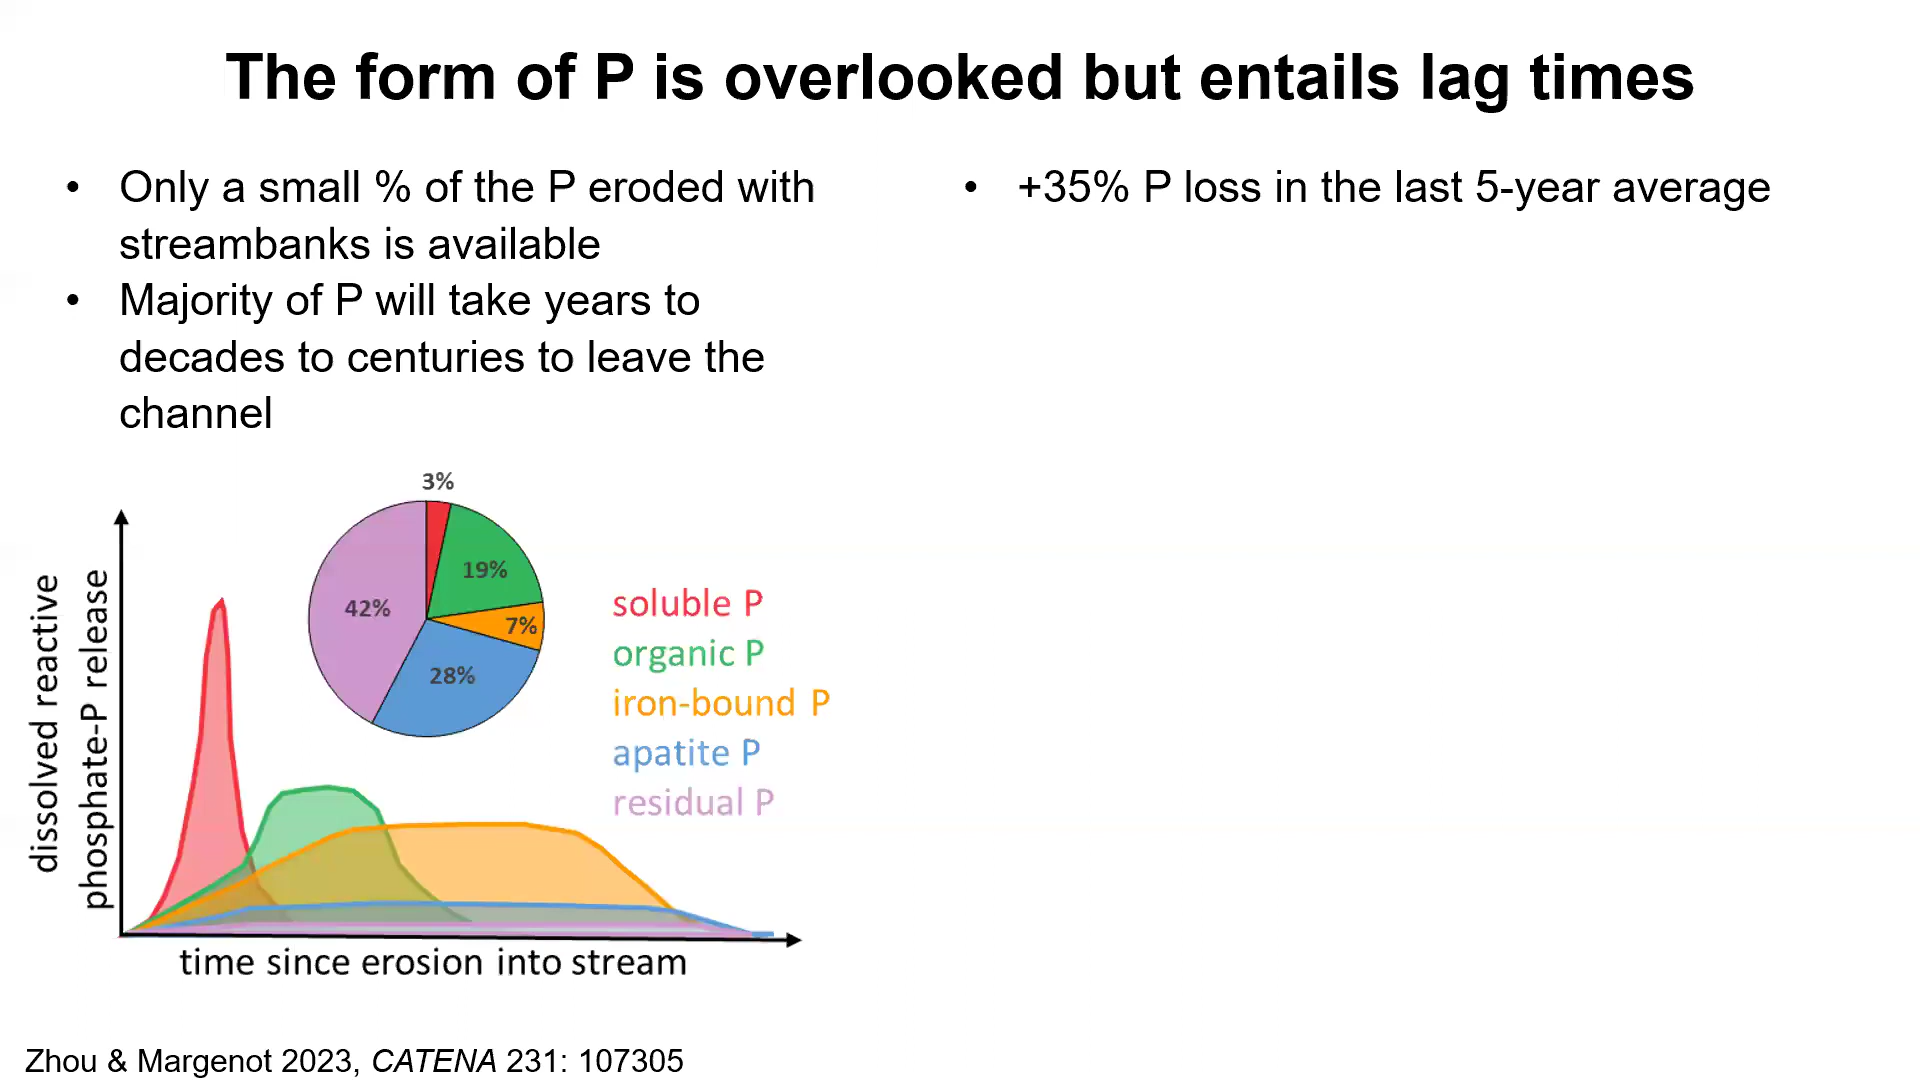 The form of P is overlooked but entails lag times
• Only a small % of the P eroded with
streambanks is available
• Majority of P will take years to
decades to centuries to leave the
channel
• +35% P loss in the last 5-year average
3%
19%
7%
28%
42%
soluble P
organic P
iron-bound P
apatite P
residual P
dissolved reactive
phosphate-P release
time since erosion into stream
Zhou & Margenot 2023, CATENA 231: 107305